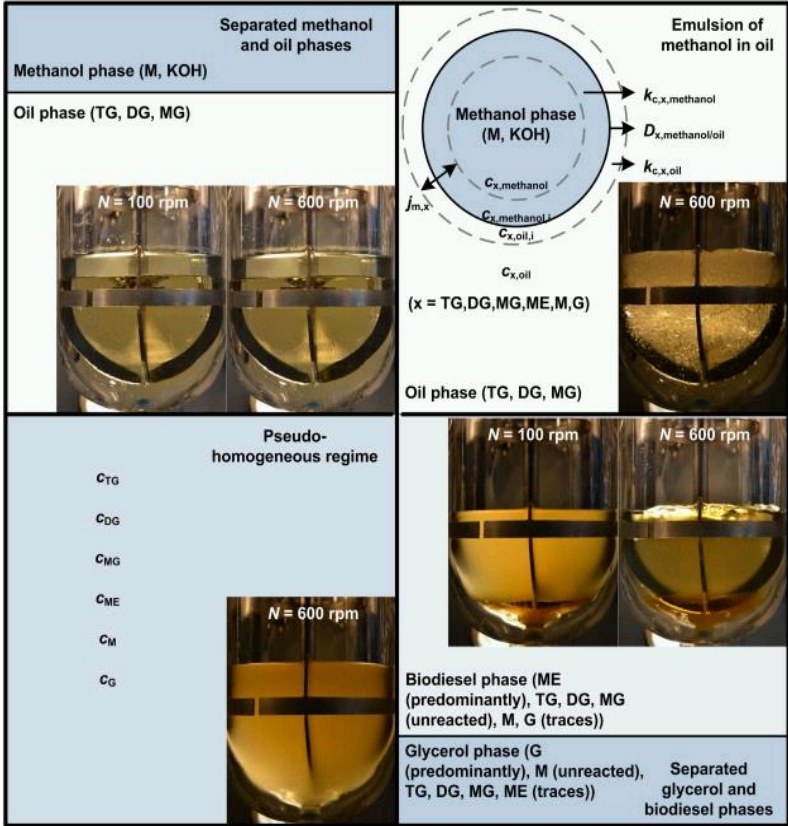 Separated methanol
and oil phases
Methanol phase (M, KOH)
Oil phase (TG, DG, MG)
N = 100 rpm
N = 600 rpm
Emulsion of
methanol in oil
Methanol phase
(M, KOH)
kc,x,methanol
Dx,methanol/oil
kc,x,oil
cx,methanol
jm,x
cx,methanol,i
cx,oil,i
cx,oil
(x = TG,DG,MG,ME,M,G)
N = 600 rpm
Oil phase (TG, DG, MG)
Pseudo-
homogeneous regime
cTG
cDG
cMG
cME
cM
cG
N = 600 rpm
N = 100 rpm
N = 600 rpm
Biodiesel phase (ME
(predominantly), TG, DG, MG
(unreacted), M, G (traces))
Glycerol phase (G
(predominantly), M (unreacted),
TG, DG, MG, ME (traces))
Separated
glycerol and
biodiesel phases